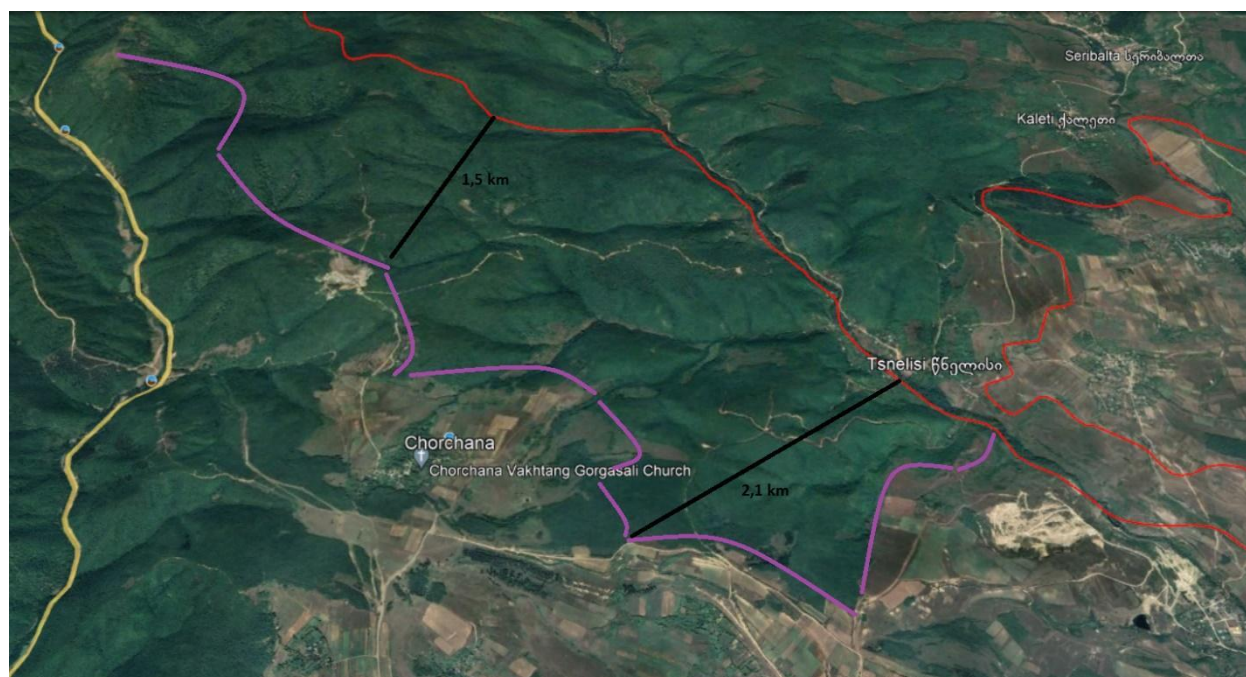 Seribalta სერიბალთა
Kaleti ქალეთი
1,5 km
Tsnelisi წნელისი
Chorchana
Chorchana Vakhtang Gorgasali Church
2,1 km